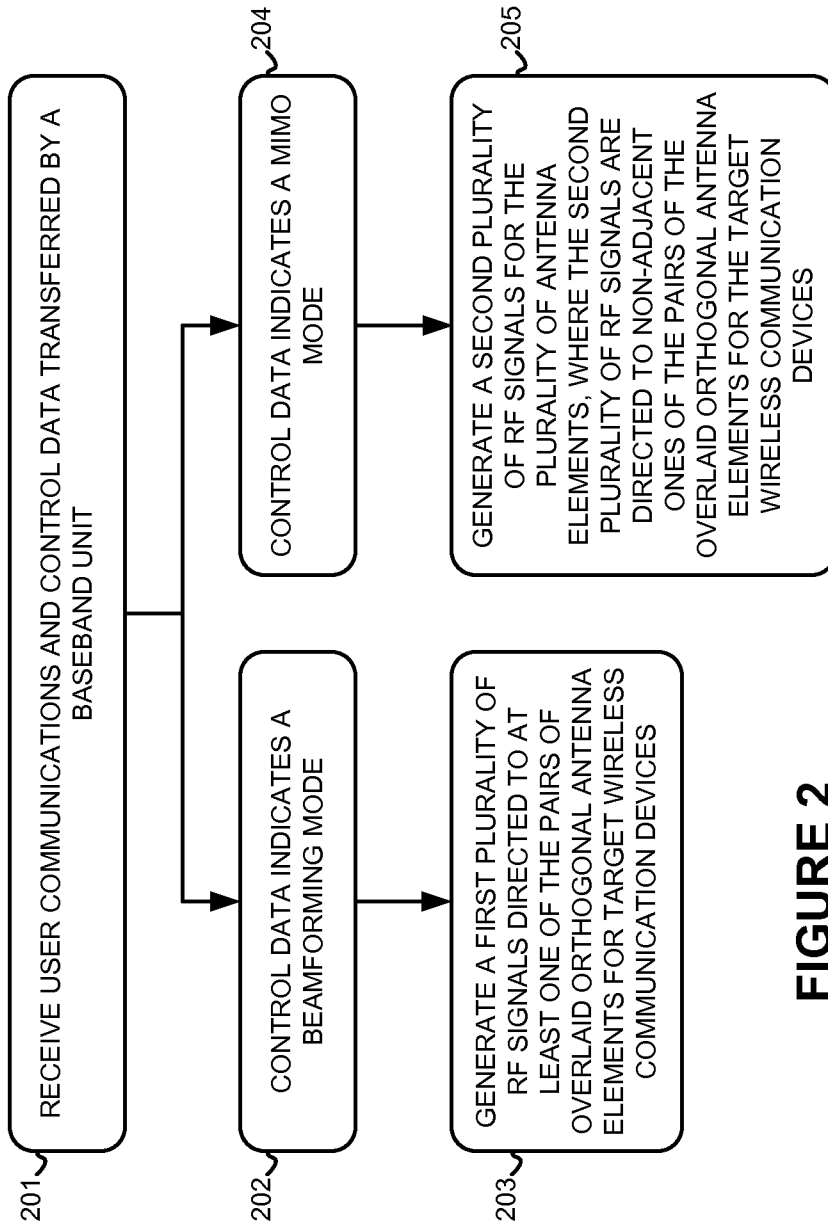 201
RECEIVE USER COMMUNICATIONS AND CONTROL DATA TRANSFERRED BY A
BASEBAND UNIT
202
CONTROL DATA INDICATES A
BEAMFORMING MODE
203
GENERATE A FIRST PLURALITY OF
RF SIGNALS DIRECTED TO AT
LEAST ONE OF THE PAIRS OF
OVERLAID ORTHOGONAL ANTENNA
ELEMENTS FOR TARGET WIRELESS
COMMUNICATION DEVICES
204
CONTROL DATA INDICATES A MIMO
MODE
205
GENERATE A SECOND PLURALITY
OF RF SIGNALS FOR THE
PLURALITY OF ANTENNA
ELEMENTS, WHERE THE SECOND
PLURALITY OF RF SIGNALS ARE
DIRECTED TO NON-ADJACENT
ONES OF THE PAIRS OF THE
OVERLAID ORTHOGONAL ANTENNA
ELEMENTS FOR THE TARGET
WIRELESS COMMUNICATION
DEVICES
FIGURE 2